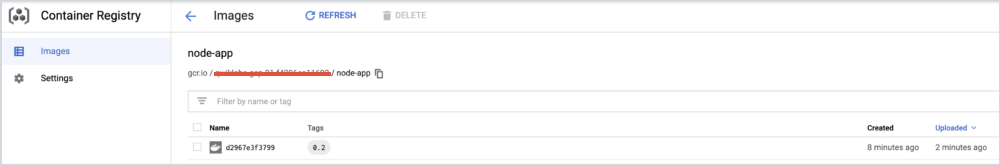 Container Registry
Images
REFRESH
DELETE
Images
Settings
node-app
gcr.io / / node-app
Filter by name or tag
Name Tags Created Uploaded
d2967e3f3799 0.2 8 minutes ago 2 minutes ago